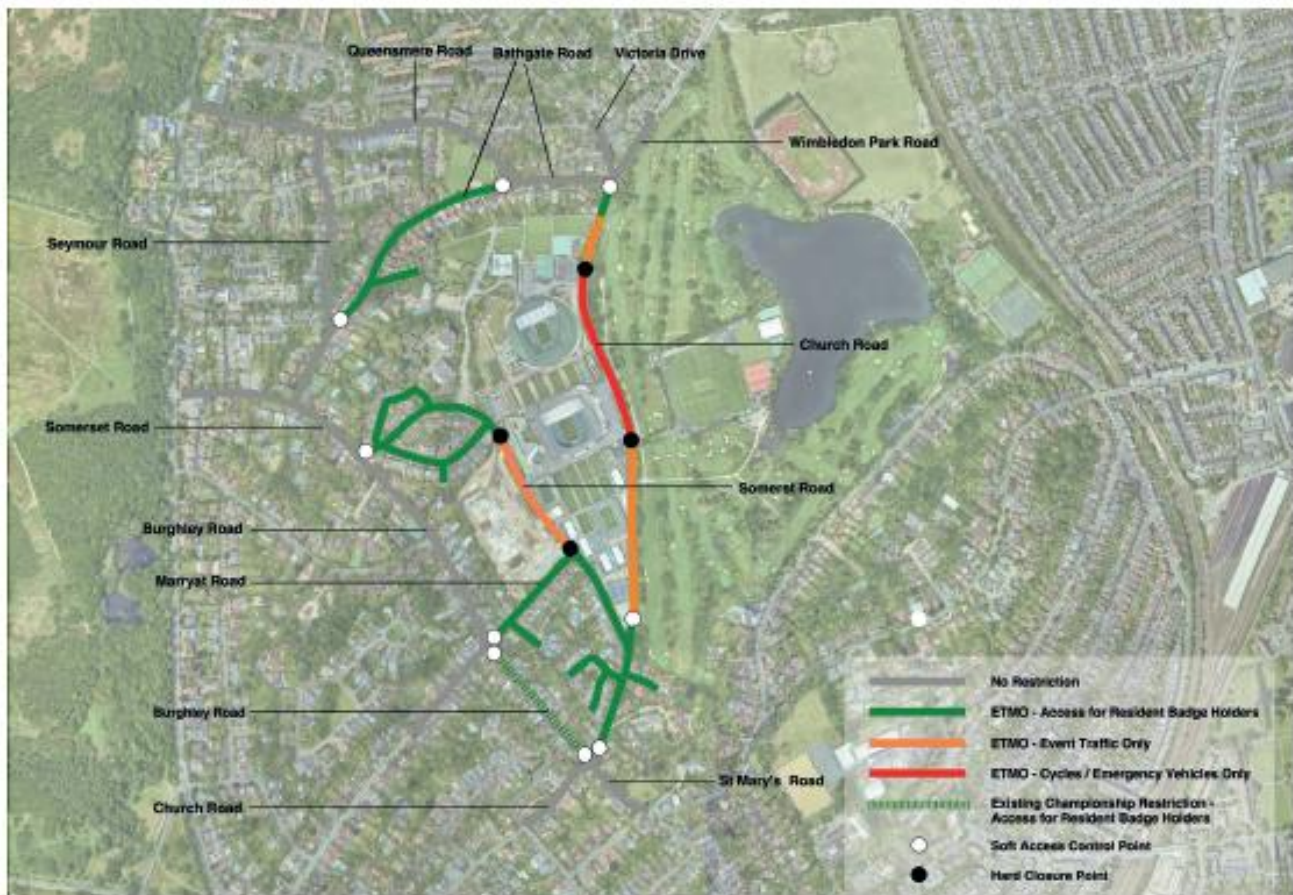 Queensmere Road
Bathgate Road
Victoria Drive
Wimbledon Park Road
Seymour Road
Church Road
Somerset Road
Somerst Road
Burghley Road
Marryat Road
Burghley Road
St Mary's Road
Church Road
No Restriction
ETMO - Access for Resident Badge Holders
ETMO - Event Traffic Only
ETMO - Cycles / Emergency Vehicles Only
Existing Championship Restriction -
Access for Resident Badge Holders
Soft Access Control Point
Hard Closure Point